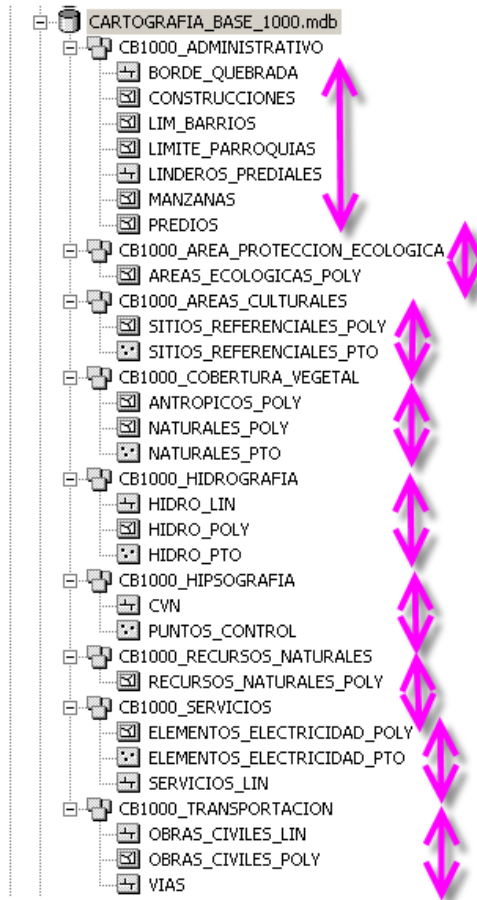 CARTOGRAFIA_BASE_1000.mdb
CB1000_ADMINISTRATIVO
BORDE_QUEBRADA
CONSTRUCCIONES
LIM_BARRIOS
LIMITE_PARROQUIAS
LINDEROS_PREDIALES
MANZANAS
PREDIOS
CB1000_AREA_PROTECCION_ECOLOGICA
AREAS_ECOLOGICAS_POLY
CB1000_AREAS_CULTURALES
SITIOS_REFERENCIALES_POLY
SITIOS_REFERENCIALES_PTO
CB1000_COBERTURA_VEGETAL
ANTROPICOS_POLY
NATURALES_POLY
NATURALES_PTO
CB1000_HIDROGRAFIA
HIDRO_LIN
HIDRO_POLY
HIDRO_PTO
CB1000_HIPSOGRAFIA
CVN
PUNTOS_CONTROL
CB1000_RECURSOS_NATURALES
RECURSOS_NATURALES_POLY
CB1000_SERVICIOS
ELEMENTOS_ELECTRICIDAD_POLY
ELEMENTOS_ELECTRICIDAD_PTO
SERVICIOS_LIN
CB1000_TRANSPORTACION
OBRAS_CIVILES_LIN
OBRAS_CIVILES_POLY
VIAS